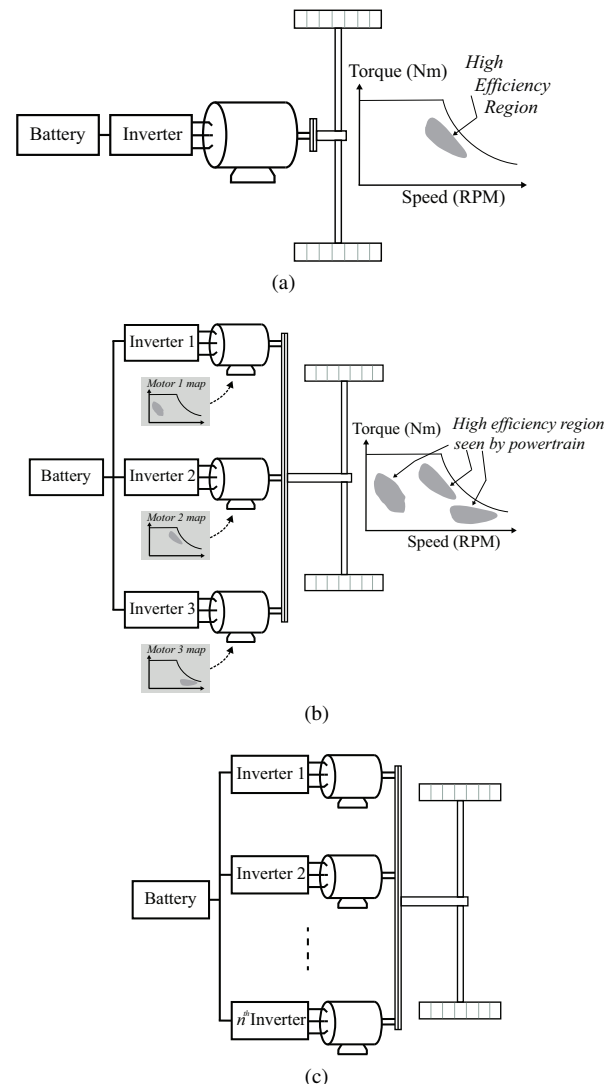 High
Efficiency
Region
Torque (Nm)
Battery
Inverter
Speed (RPM)
(a)
Inverter 1
Motor 1 map
Battery
Inverter 2
Motor 2 map
Torque (Nm)
High efficiency region
seen by powertrain
Speed (RPM)
Inverter 3
Motor 3 map
(b)
Inverter 1
Inverter 2
Battery
nth Inverter
(c)